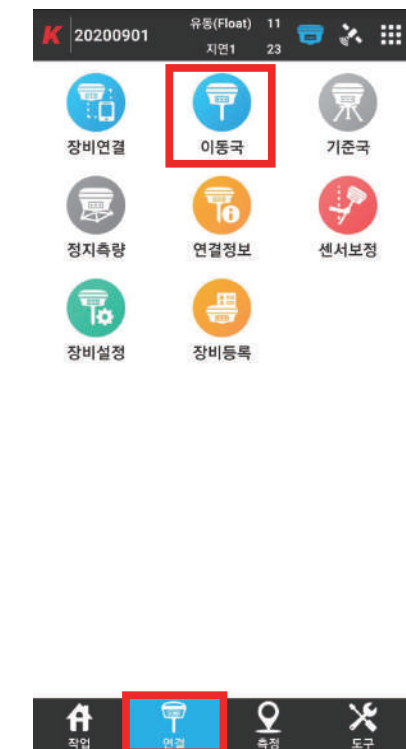 K 20200901 유동(Float) 11
지연1 23
장비연결 이동국 기준국
정지측량 연결정보 센서보정
장비설정 장비등록
작업 연결 측정 도구